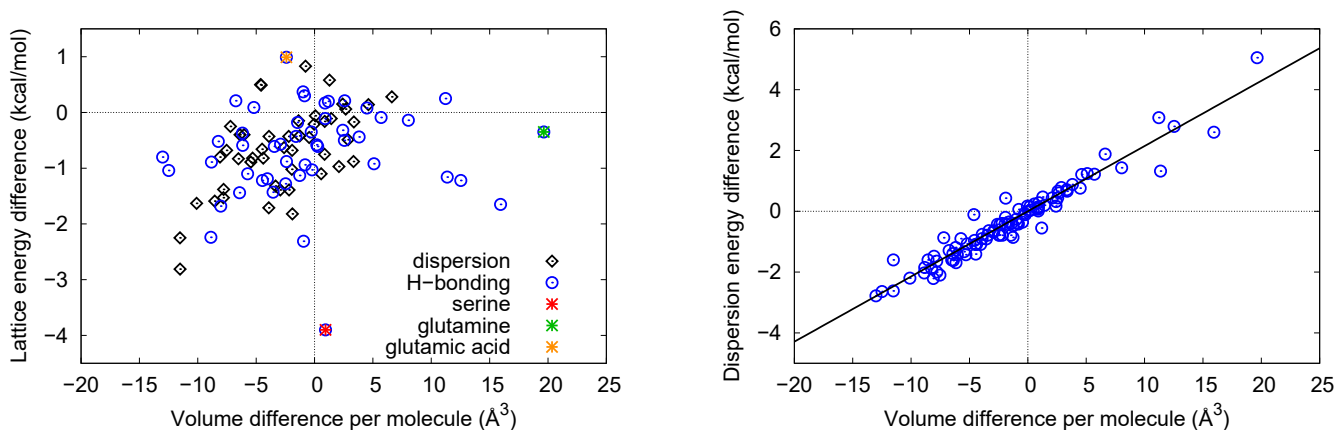 Lattice energy difference (kcal/mol)
1
0
−1
−2
−3
−4
dispersion
H−bonding
serine
glutamine
glutamic acid
−20 −15 −10 −5 0 5 10 15 20 25
Volume difference per molecule (Å^3)
Dispersion energy difference (kcal/mol)
6
4
2
0
−2
−4
−20 −15 −10 −5 0 5 10 15 20 25
Volume difference per molecule (Å^3)